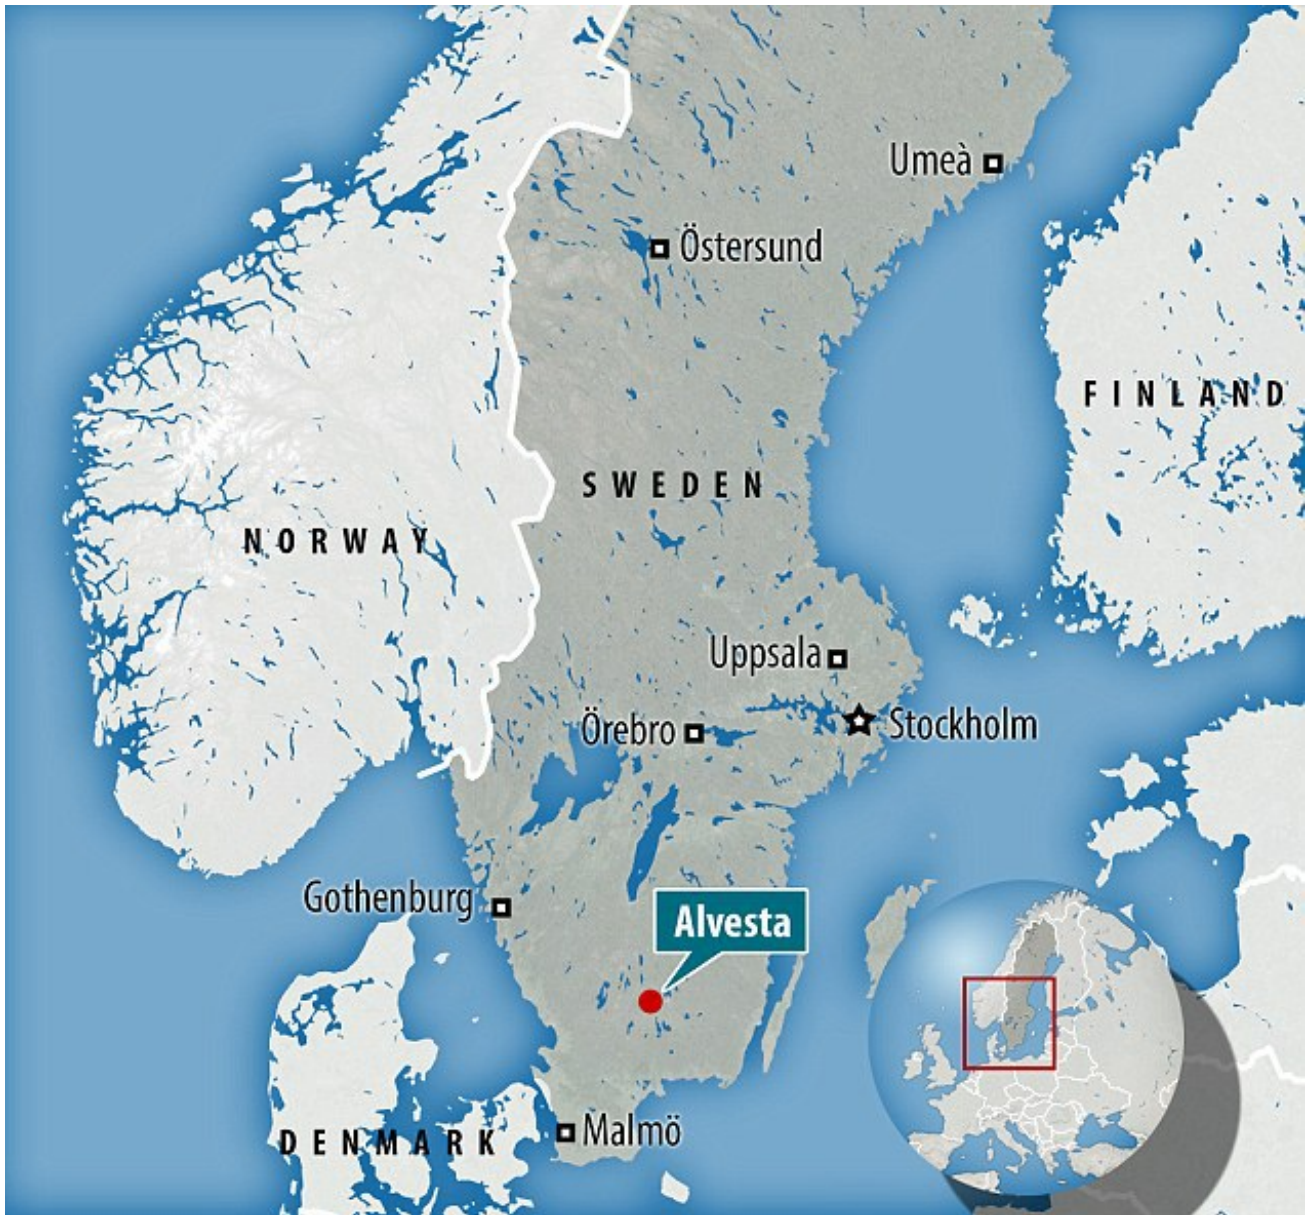 Umeà
Östersund
FINLAND
SWEDEN
NORWAY
Uppsala
Örebro
Stockholm
Gothenburg
Alvesta
DENMARK
Malmö